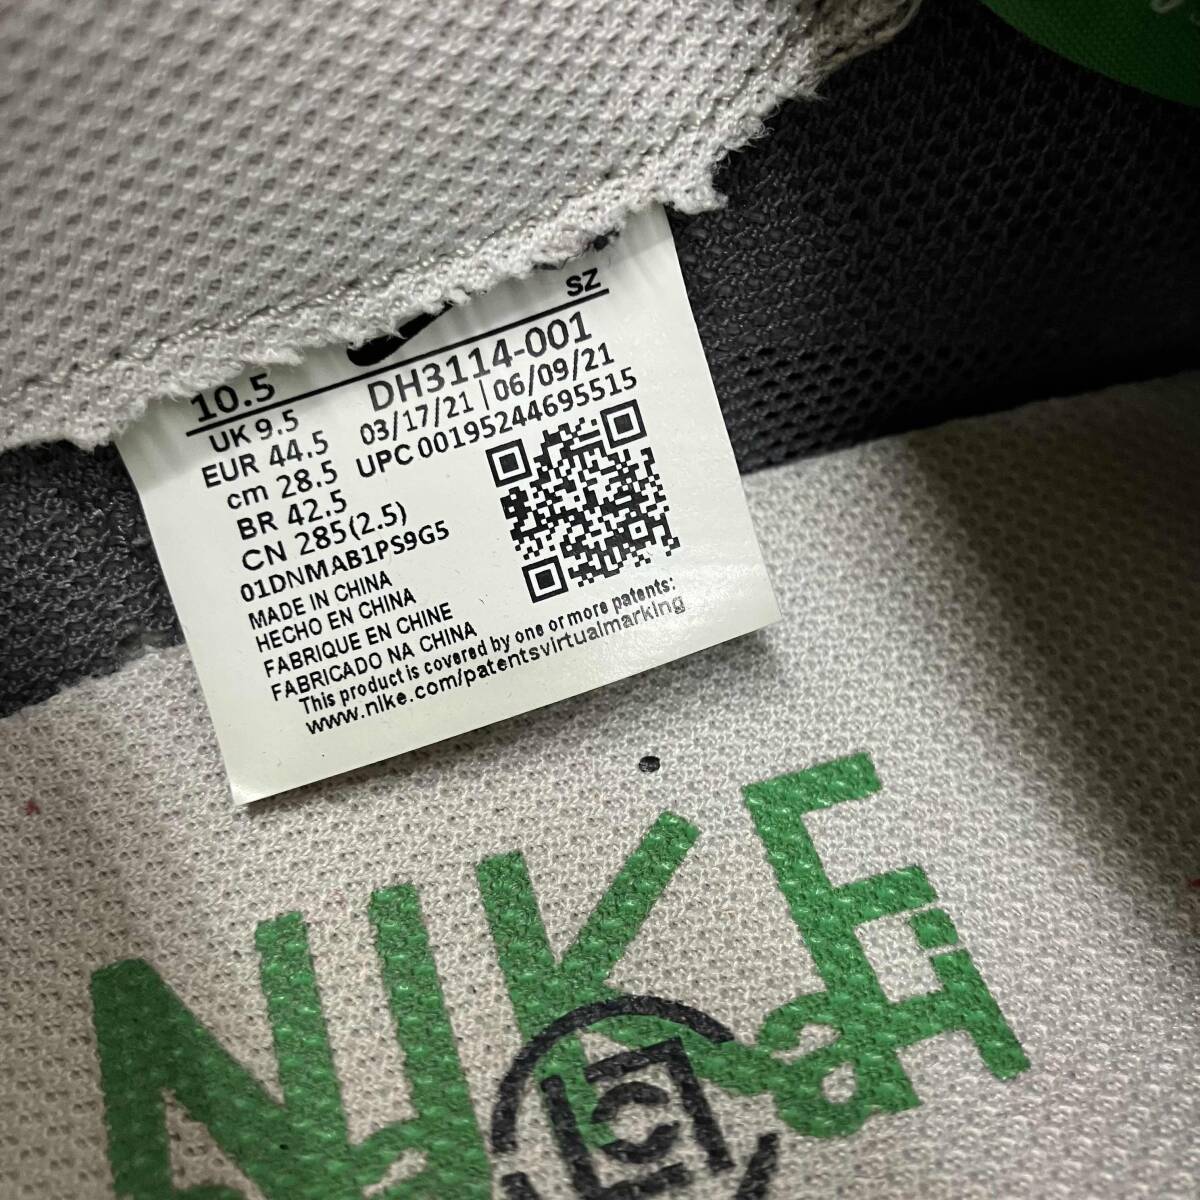 SZ
10.5
DH3114-001
UK 9.5
03/17/21 | 06/09/21
EUR 44.5
UPC 00195244695515
cm 28.5
BR 42.5
CN 285(2.5)
01DNMAB1PS9G5
MADE IN CHINA
HECHO EN CHINA
FABRIQUE EN CHINE
FABRICADO NA CHINA
This product is covered by one or more patents:
www.nike.com/patentsvirtualmarking
NIKE